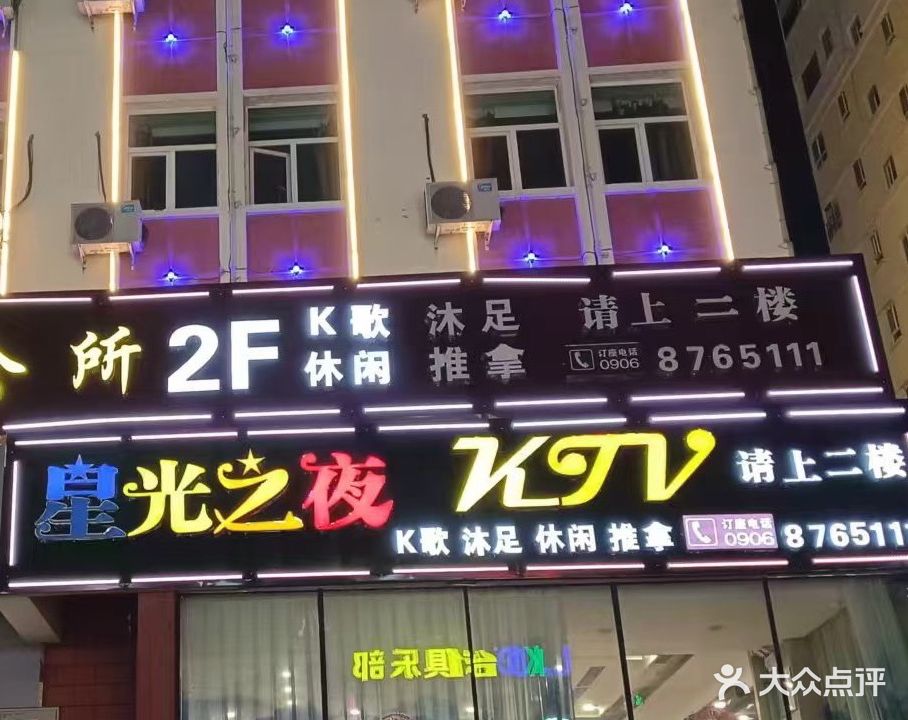 所 2F K歌 沐足 请上二楼
休闲 推拿 订座电话 0906 8765111
星光之夜 KTV 请上二楼
K歌 沐足 休闲 推拿 订座电话 0906 8765111
俱乐部
大众点评